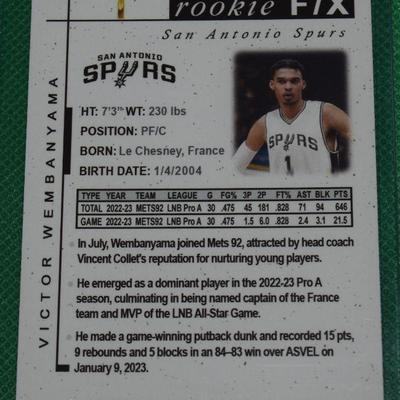 rookie F/X
San Antonio Spurs
VICTOR WEMBANYAMA
SAN ANTONIO
SPURS
HT: 7'3" WT: 230 lbs
POSITION: PF/C
BORN: Le Chesney, France
BIRTH DATE: 1/4/2004
SPURS
1
TYPE YEAR TEAM LEAGUE G FG% 3P 2P FT% AST BLK PTS
TOTAL 2022-23 METS92 LNB Pro A 30 .475 45 181 .828 71 94 646
GAME 2022-23 METS92 LNB Pro A 30 .475 1.5 6.0 .828 2.4 3.1 21.5
• In July, Wembanyama joined Mets 92, attracted by head coach
Vincent Collet's reputation for nurturing young players.
• He emerged as a dominant player in the 2022-23 Pro A
season, culminating in being named captain of the France
team and MVP of the LNB All-Star Game.
• He made a game-winning putback dunk and recorded 15 pts,
9 rebounds and 5 blocks in an 84–83 win over ASVEL on
January 9, 2023.